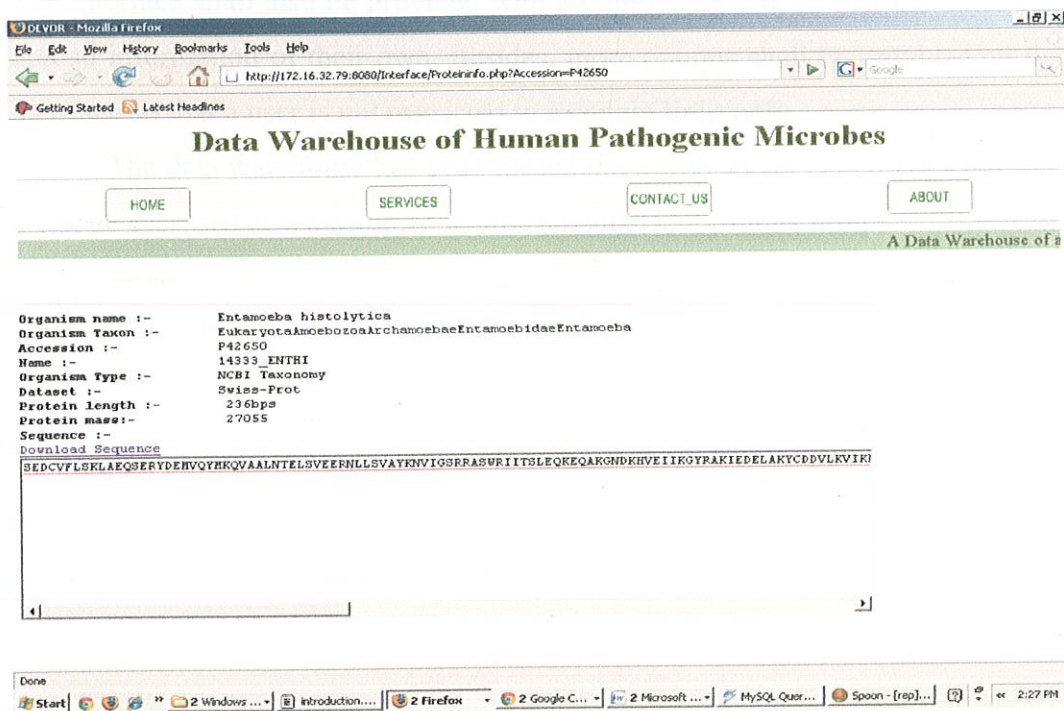 DEVOR - Mozilla Firefox
File Edit View History Bookmarks Tools Help
http://172.16.32.79:8080/Interface/Proteininfo.php?Accession=P42650
Google
Getting Started Latest Headlines
Data Warehouse of Human Pathogenic Microbes
HOME SERVICES CONTACT_US ABOUT
A Data Warehouse of a
Organism name :- Entamoeba histolytica
Organism Taxon :- EukaryotaAmoebozoaArchamoebaeEntamoebidaeEntamoeba
Accession :- P42650
Name :- 14333_ENTHI
Organism Type :- NCBI Taxonomy
Dataset :- Swiss-Prot
Protein length :- 236bps
Protein mass:- 27055
Sequence :-
Download Sequence
SEDCVFLSKLAEQSERYDEMVQYMKQVAALNTELSVEERNLLSVAYKNVIGSRRASWRIITSLEQKEQAKGNDKHVEIIKGYRAKIEDELAKYCDDVLKVIK
Done
Start » 2 Windows ... introduction.... 2 Firefox 2 Google C... 2 Microsoft ... MySQL Quer... Spoon - [rep]... « 2:27 PM